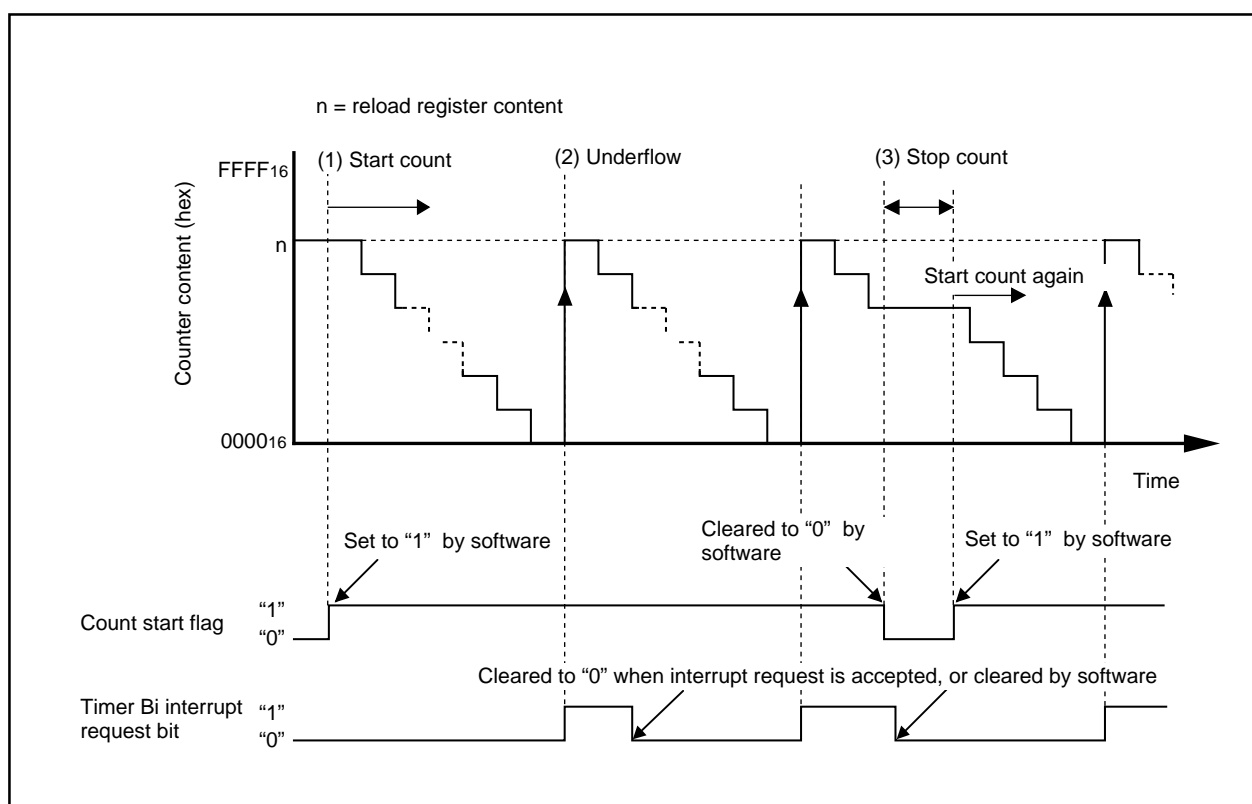 n = reload register content
FFFF16
(1) Start count
(2) Underflow
(3) Stop count
Counter content (hex)
n
Start count again
000016
Time
Set to “1” by software
Cleared to “0” by
software
Set to “1” by software
Count start flag
“1”
“0”
Cleared to “0” when interrupt request is accepted, or cleared by software
Timer Bi interrupt
request bit
“1”
“0”